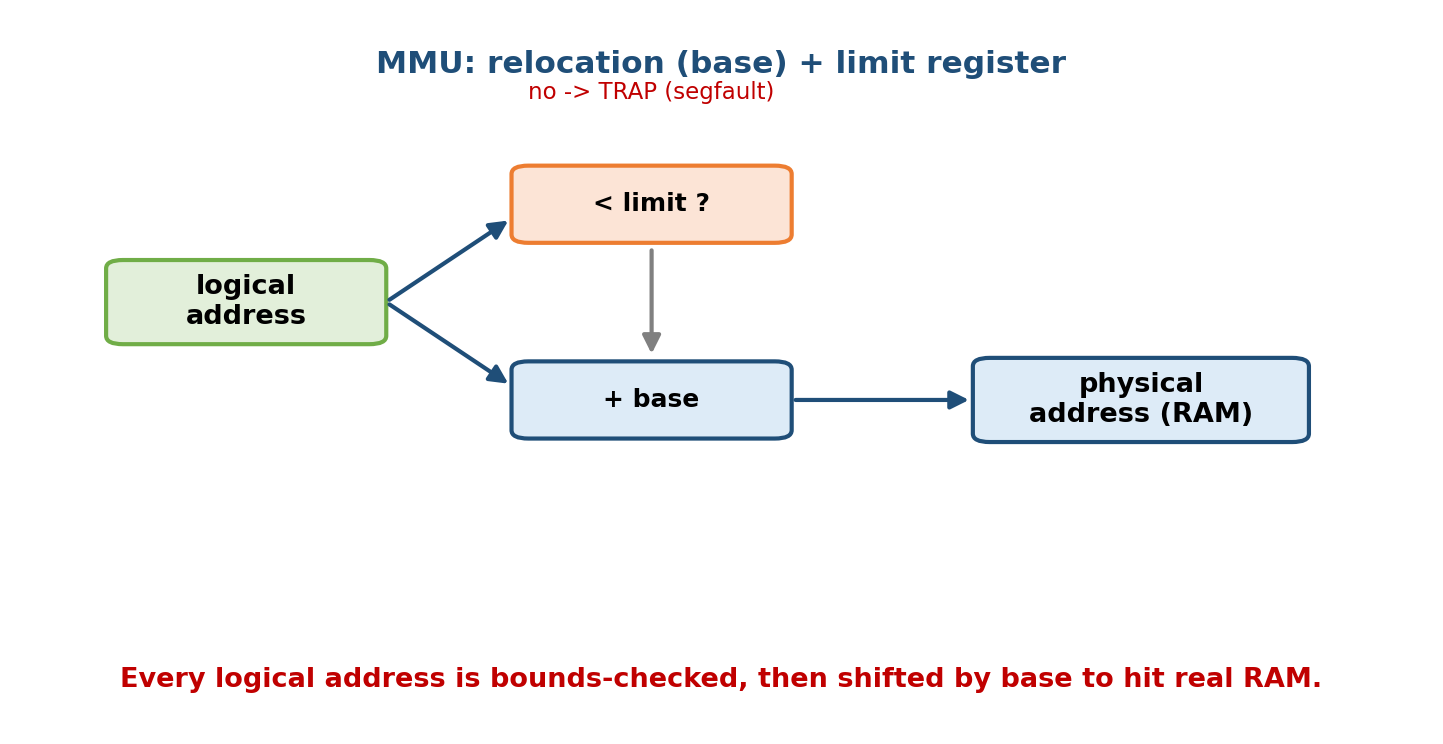 MMU: relocation (base) + limit register
no -> TRAP (segfault)
< limit ?
logical
address
+ base
physical
address (RAM)
Every logical address is bounds-checked, then shifted by base to hit real RAM.